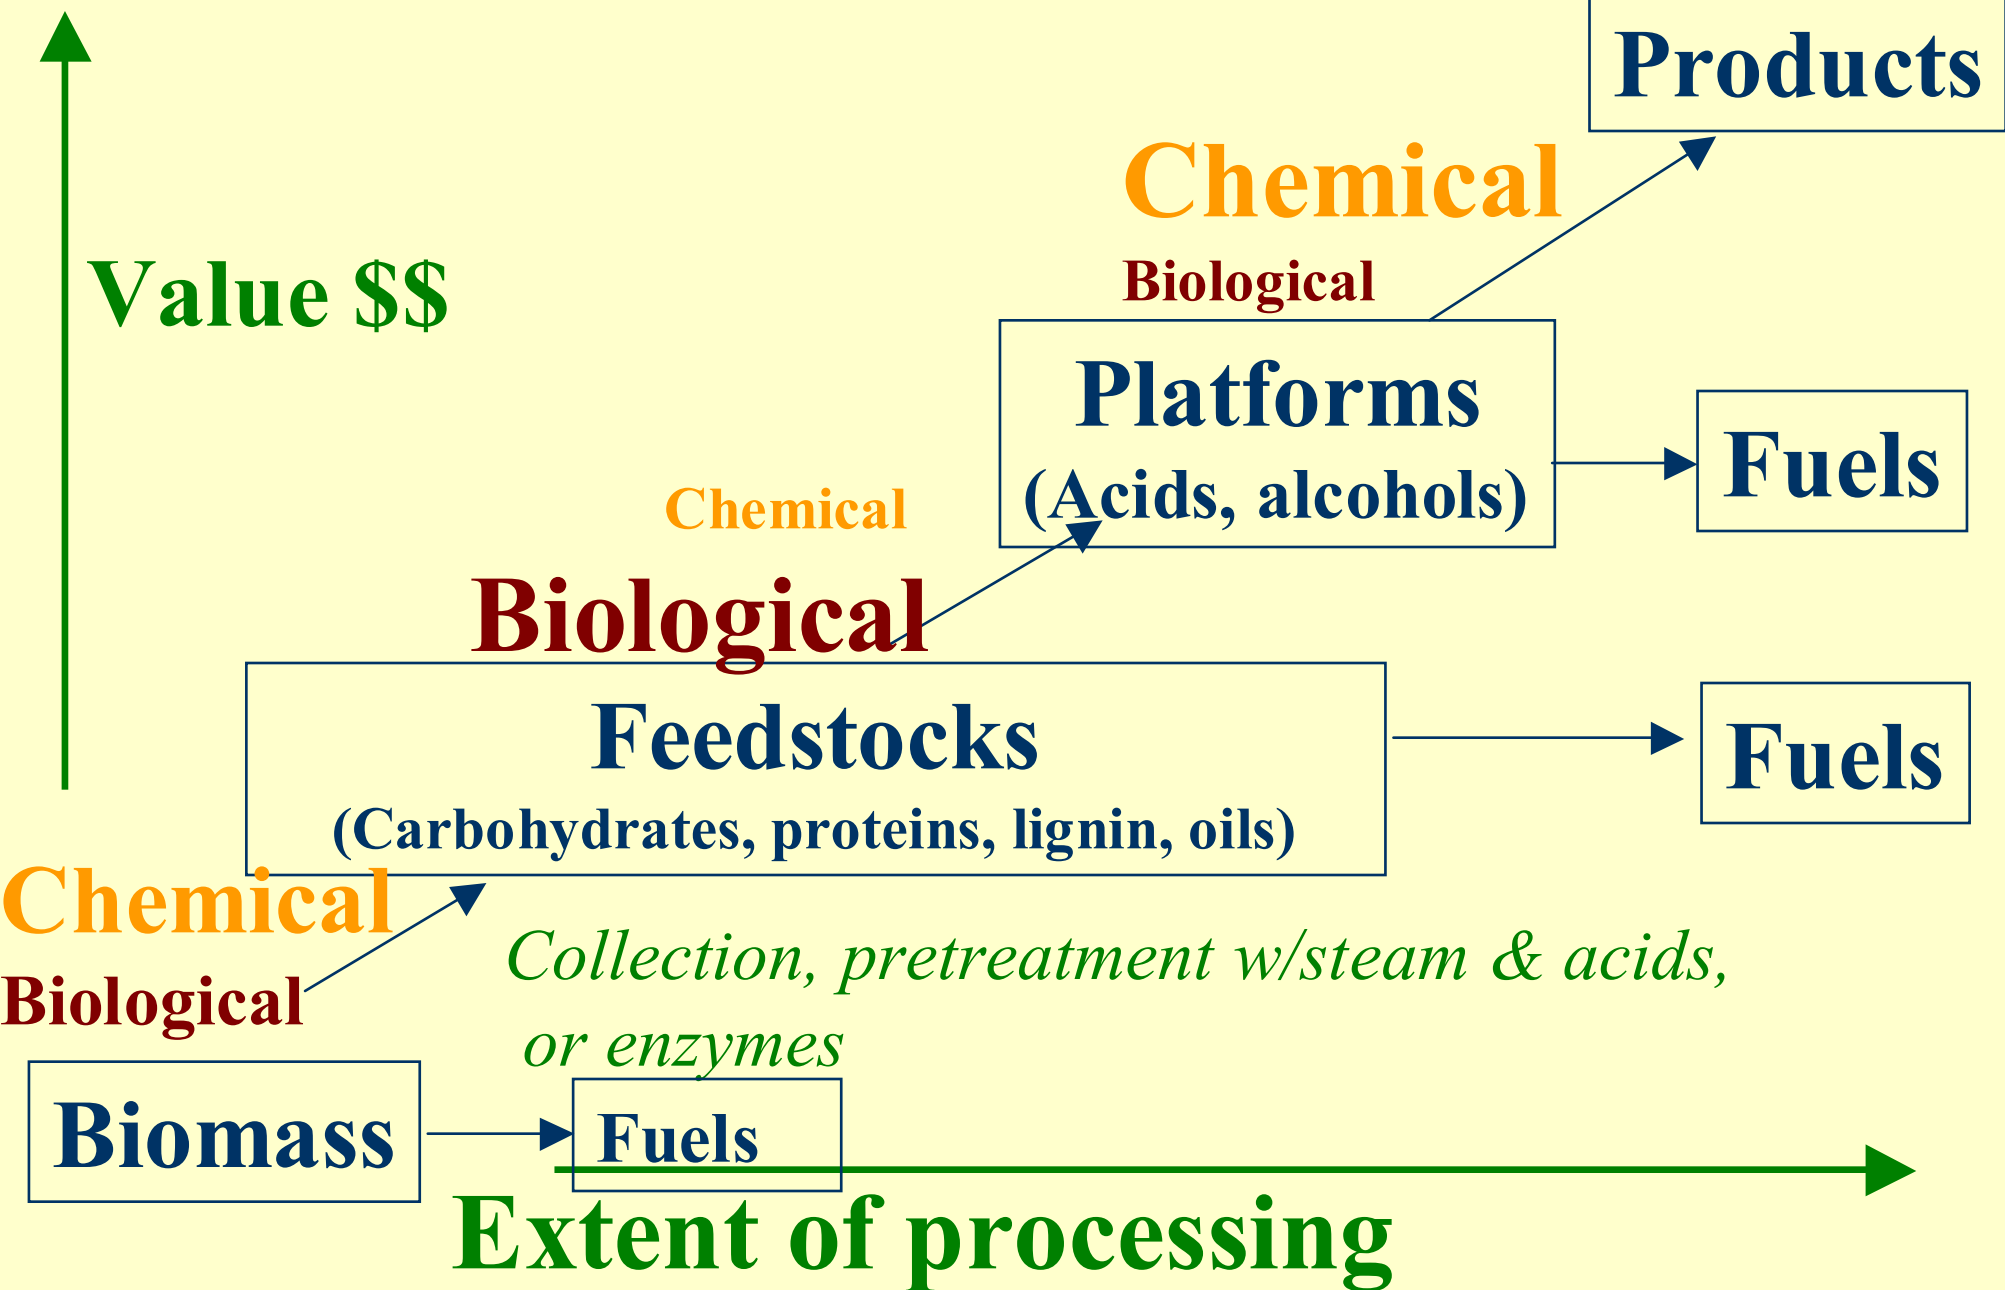 Products
Chemical
Value $$
Biological
Platforms
(Acids, alcohols)
Fuels
Chemical
Biological
Feedstocks
(Carbohydrates, proteins, lignin, oils)
Fuels
Chemical
Biological
Collection, pretreatment w/steam & acids,
or enzymes
Biomass
Fuels
Extent of processing